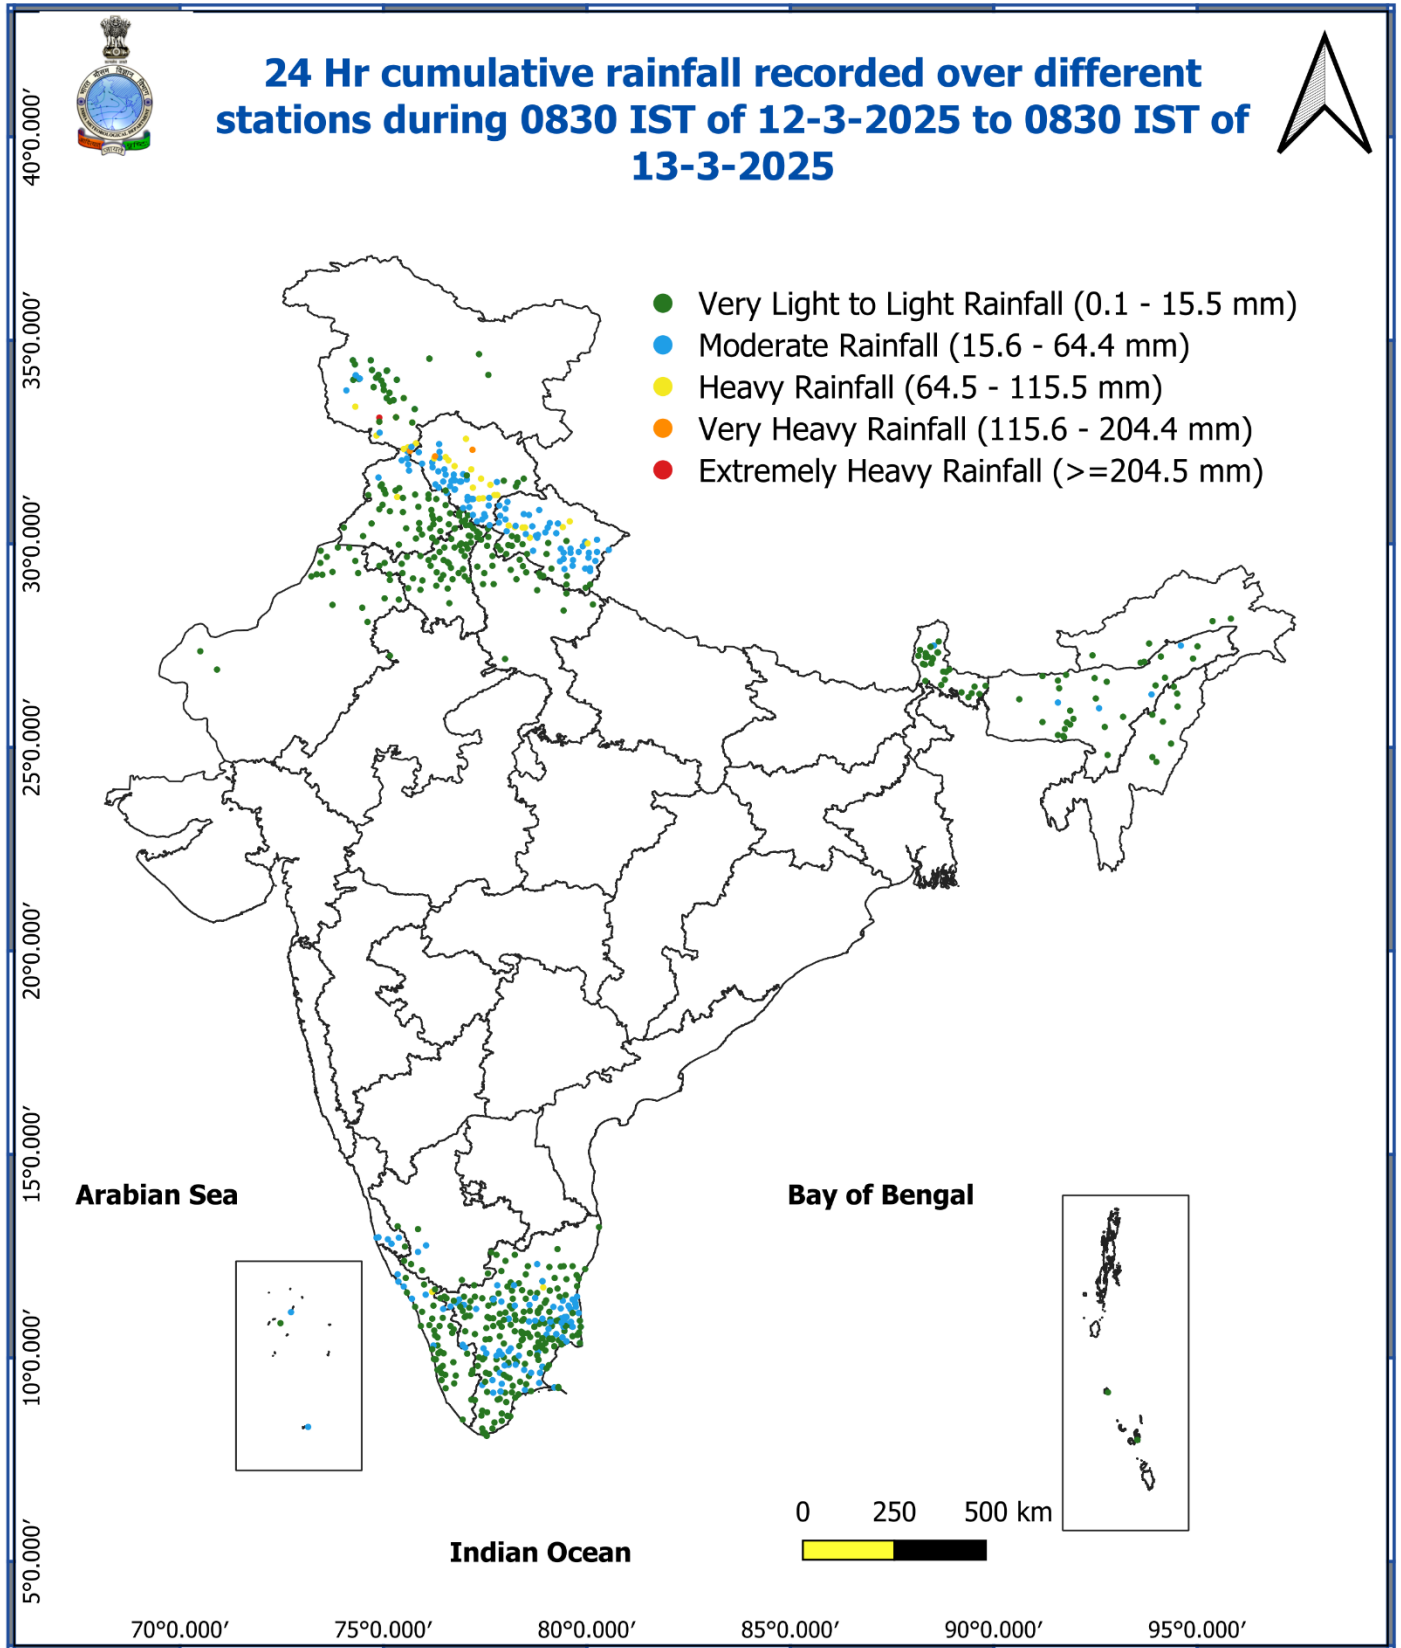 24 Hr cumulative rainfall recorded over different
stations during 0830 IST of 12-3-2025 to 0830 IST of
13-3-2025
Very Light to Light Rainfall (0.1 - 15.5 mm)
Moderate Rainfall (15.6 - 64.4 mm)
Heavy Rainfall (64.5 - 115.5 mm)
Very Heavy Rainfall (115.6 - 204.4 mm)
Extremely Heavy Rainfall (>=204.5 mm)
40°0.000′
35°0.000′
30°0.000′
25°0.000′
20°0.000′
15°0.000′
10°0.000′
5°0.000′
Arabian Sea
Bay of Bengal
Indian Ocean
0 250 500 km
70°0.000′ 75°0.000′ 80°0.000′ 85°0.000′ 90°0.000′ 95°0.000′